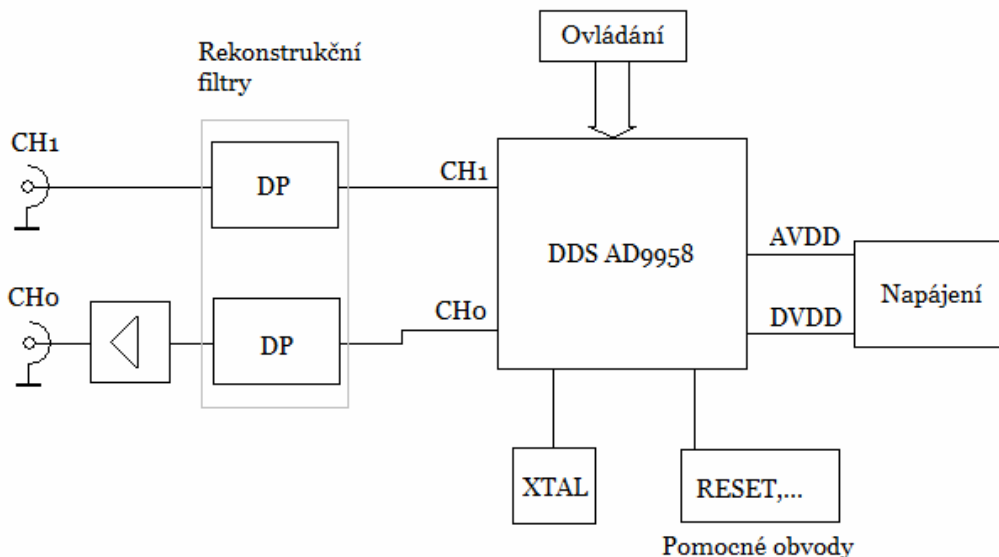 Ovládání
Rekonstrukční
filtry
CH1
DP
CH1
DDS AD9958
AVDD
Napájení
DVDD
CH0
DP
CH0
XTAL
RESET,...
Pomocné obvody